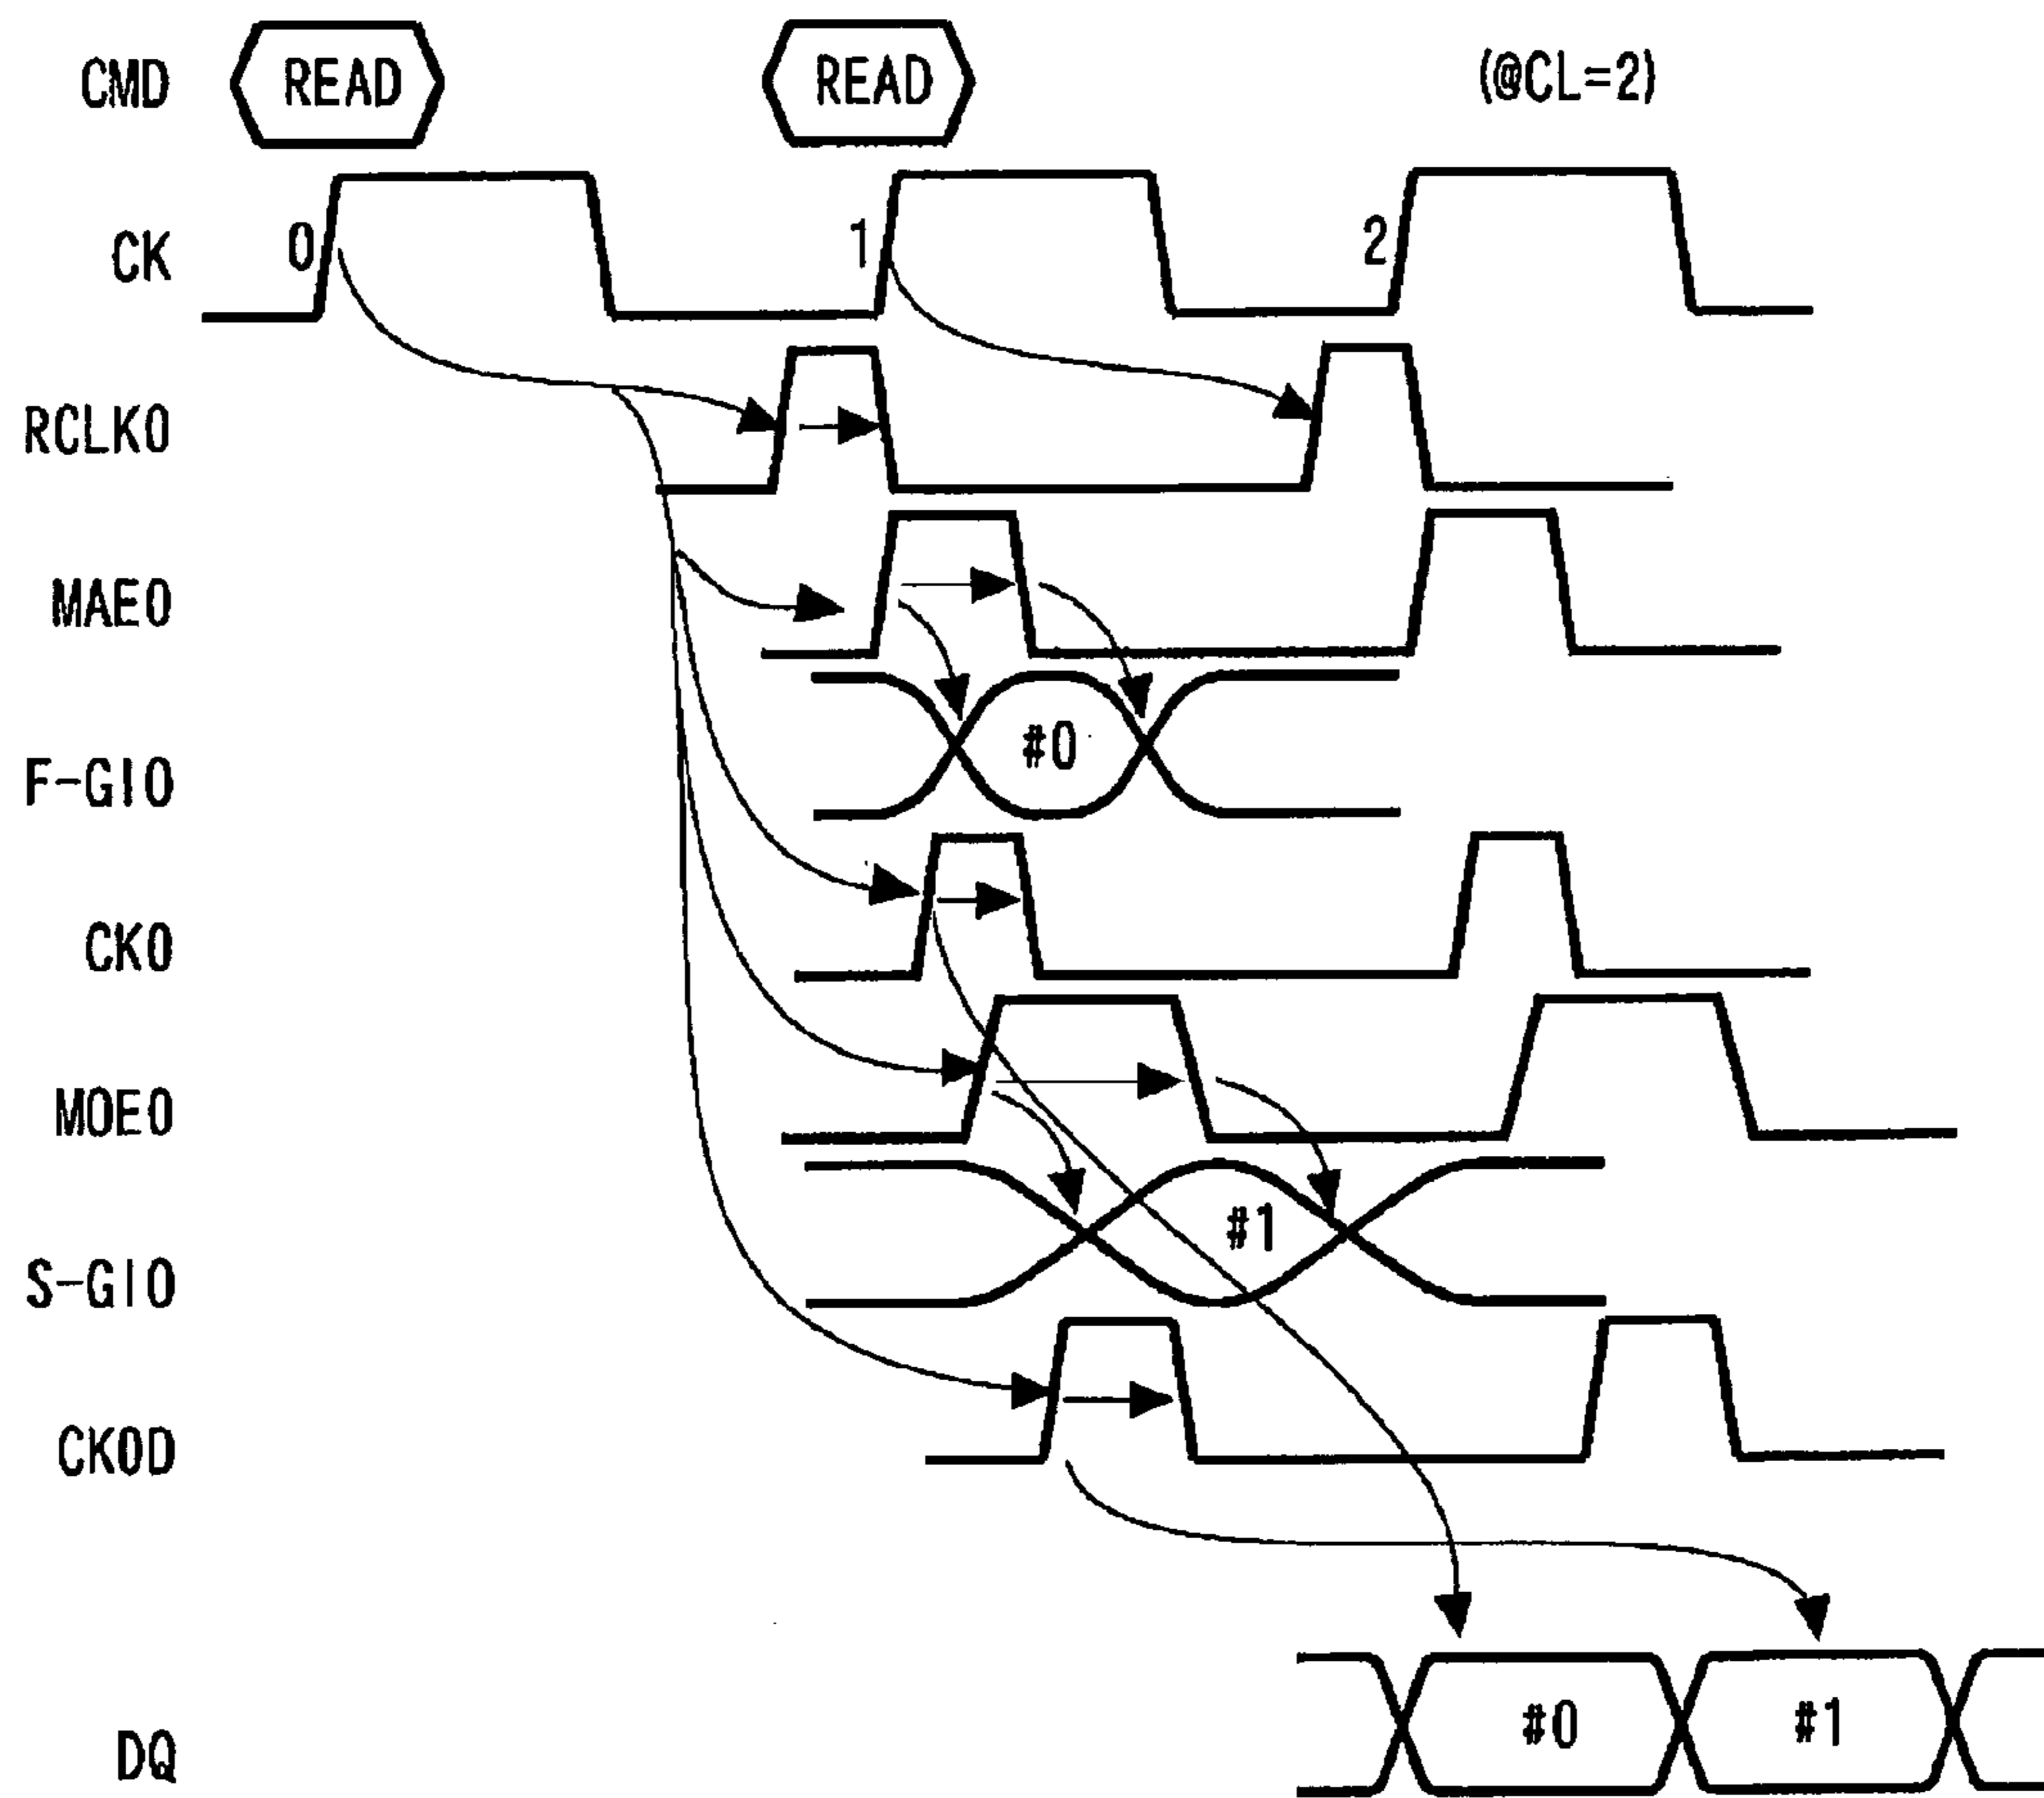 CMD READ READ (@CL=2)
CK 0 1 2
RCLK0
MAE0
F-GIO #0
CK0
MOE0
S-GIO #1
CK0D
DQ #0 #1